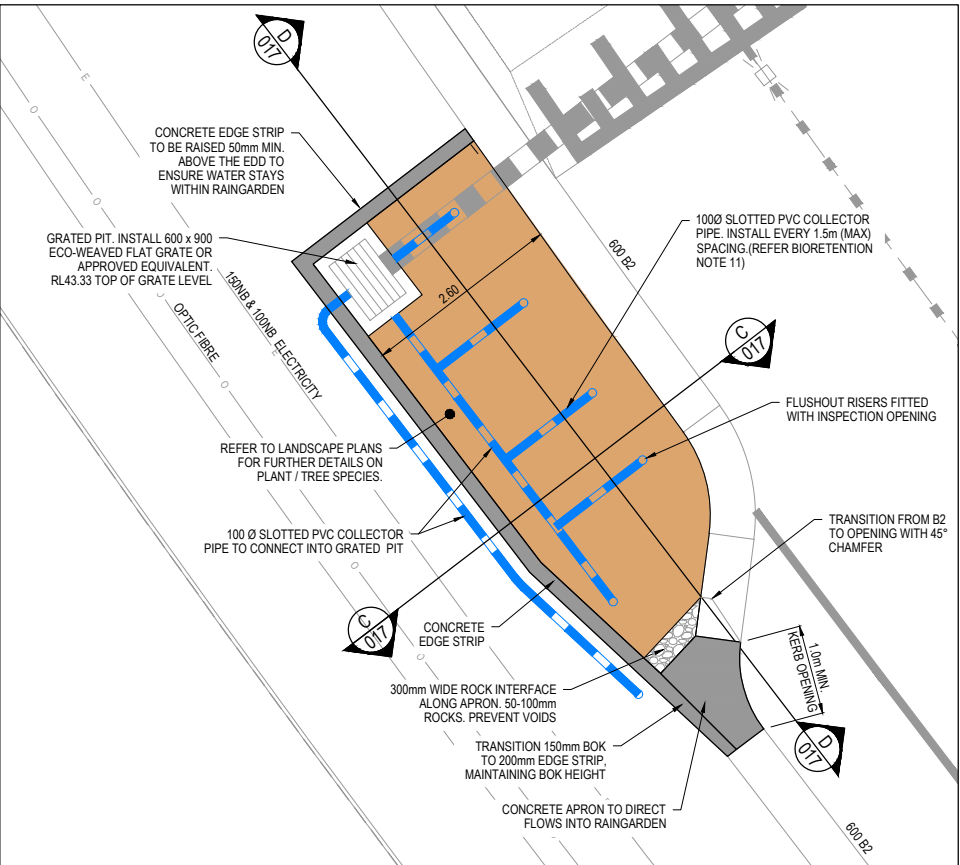 D
017
E
O
O
CONCRETE EDGE STRIP
TO BE RAISED 50mm MIN.
ABOVE THE EDD TO
ENSURE WATER STAYS
WITHIN RAINGARDEN
GRATED PIT. INSTALL 600 x 900
ECO-WEAVED FLAT GRATE OR
APPROVED EQUIVALENT.
RL43.33 TOP OF GRATE LEVEL
100Ø SLOTTED PVC COLLECTOR
PIPE. INSTALL EVERY 1.5m (MAX)
SPACING.(REFER BIORETENTION
NOTE 11)
600 B2
2.60
150NB & 100NB ELECTRICITY
OPTIC FIBRE
C
017
FLUSHOUT RISERS FITTED
WITH INSPECTION OPENING
REFER TO LANDSCAPE PLANS
FOR FURTHER DETAILS ON
PLANT / TREE SPECIES.
100 Ø SLOTTED PVC COLLECTOR
PIPE TO CONNECT INTO GRATED PIT
TRANSITION FROM B2
TO OPENING WITH 45°
CHAMFER
C
017
CONCRETE
EDGE STRIP
1.0m MIN.
KERB OPENING
300mm WIDE ROCK INTERFACE
ALONG APRON. 50-100mm
ROCKS. PREVENT VOIDS
D
017
TRANSITION 150mm BOK
TO 200mm EDGE STRIP,
MAINTAINING BOK HEIGHT
CONCRETE APRON TO DIRECT
FLOWS INTO RAINGARDEN
600 B2